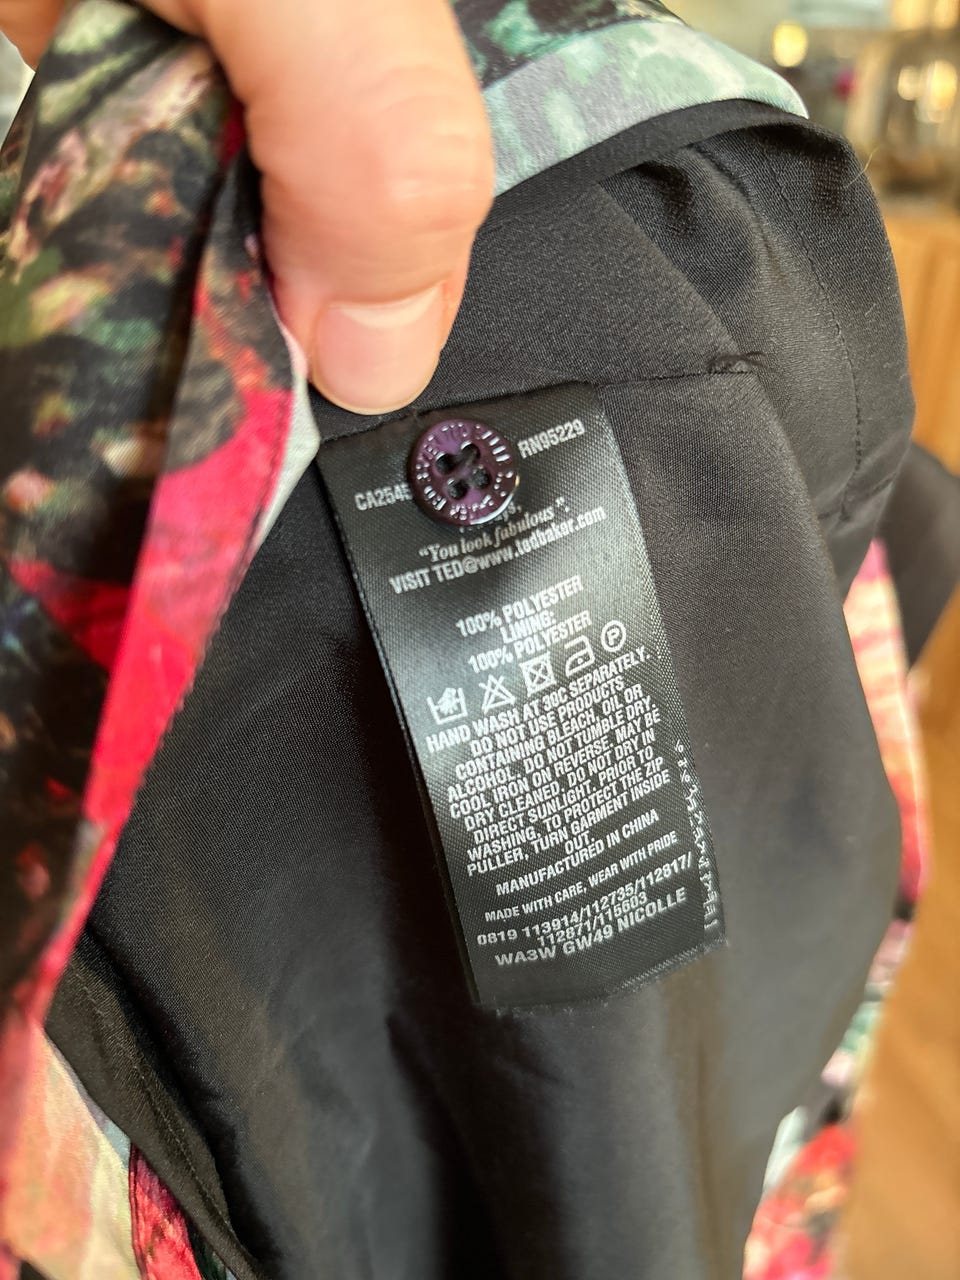 RN95229
CA2545
"You look fabulous".
VISIT TED@www.tedbaker.com
100% POLYESTER
LINING:
100% POLYESTER
P
HAND WASH AT 30C SEPARATELY.
DO NOT USE PRODUCTS
CONTAINING BLEACH, OIL OR
ALCOHOL. DO NOT TUMBLE DRY.
COOL IRON ON REVERSE. MAY BE
DRY CLEANED. DO NOT DRY IN
DIRECT SUNLIGHT. PRIOR TO
WASHING, TO PROTECT THE ZIP
PULLER, TURN GARMENT INSIDE
OUT.
MANUFACTURED IN CHINA
MADE WITH CARE, WEAR WITH PRIDE
0819 113914/112735/112817/
112871/115603
WA3W GW49 NICOLLE